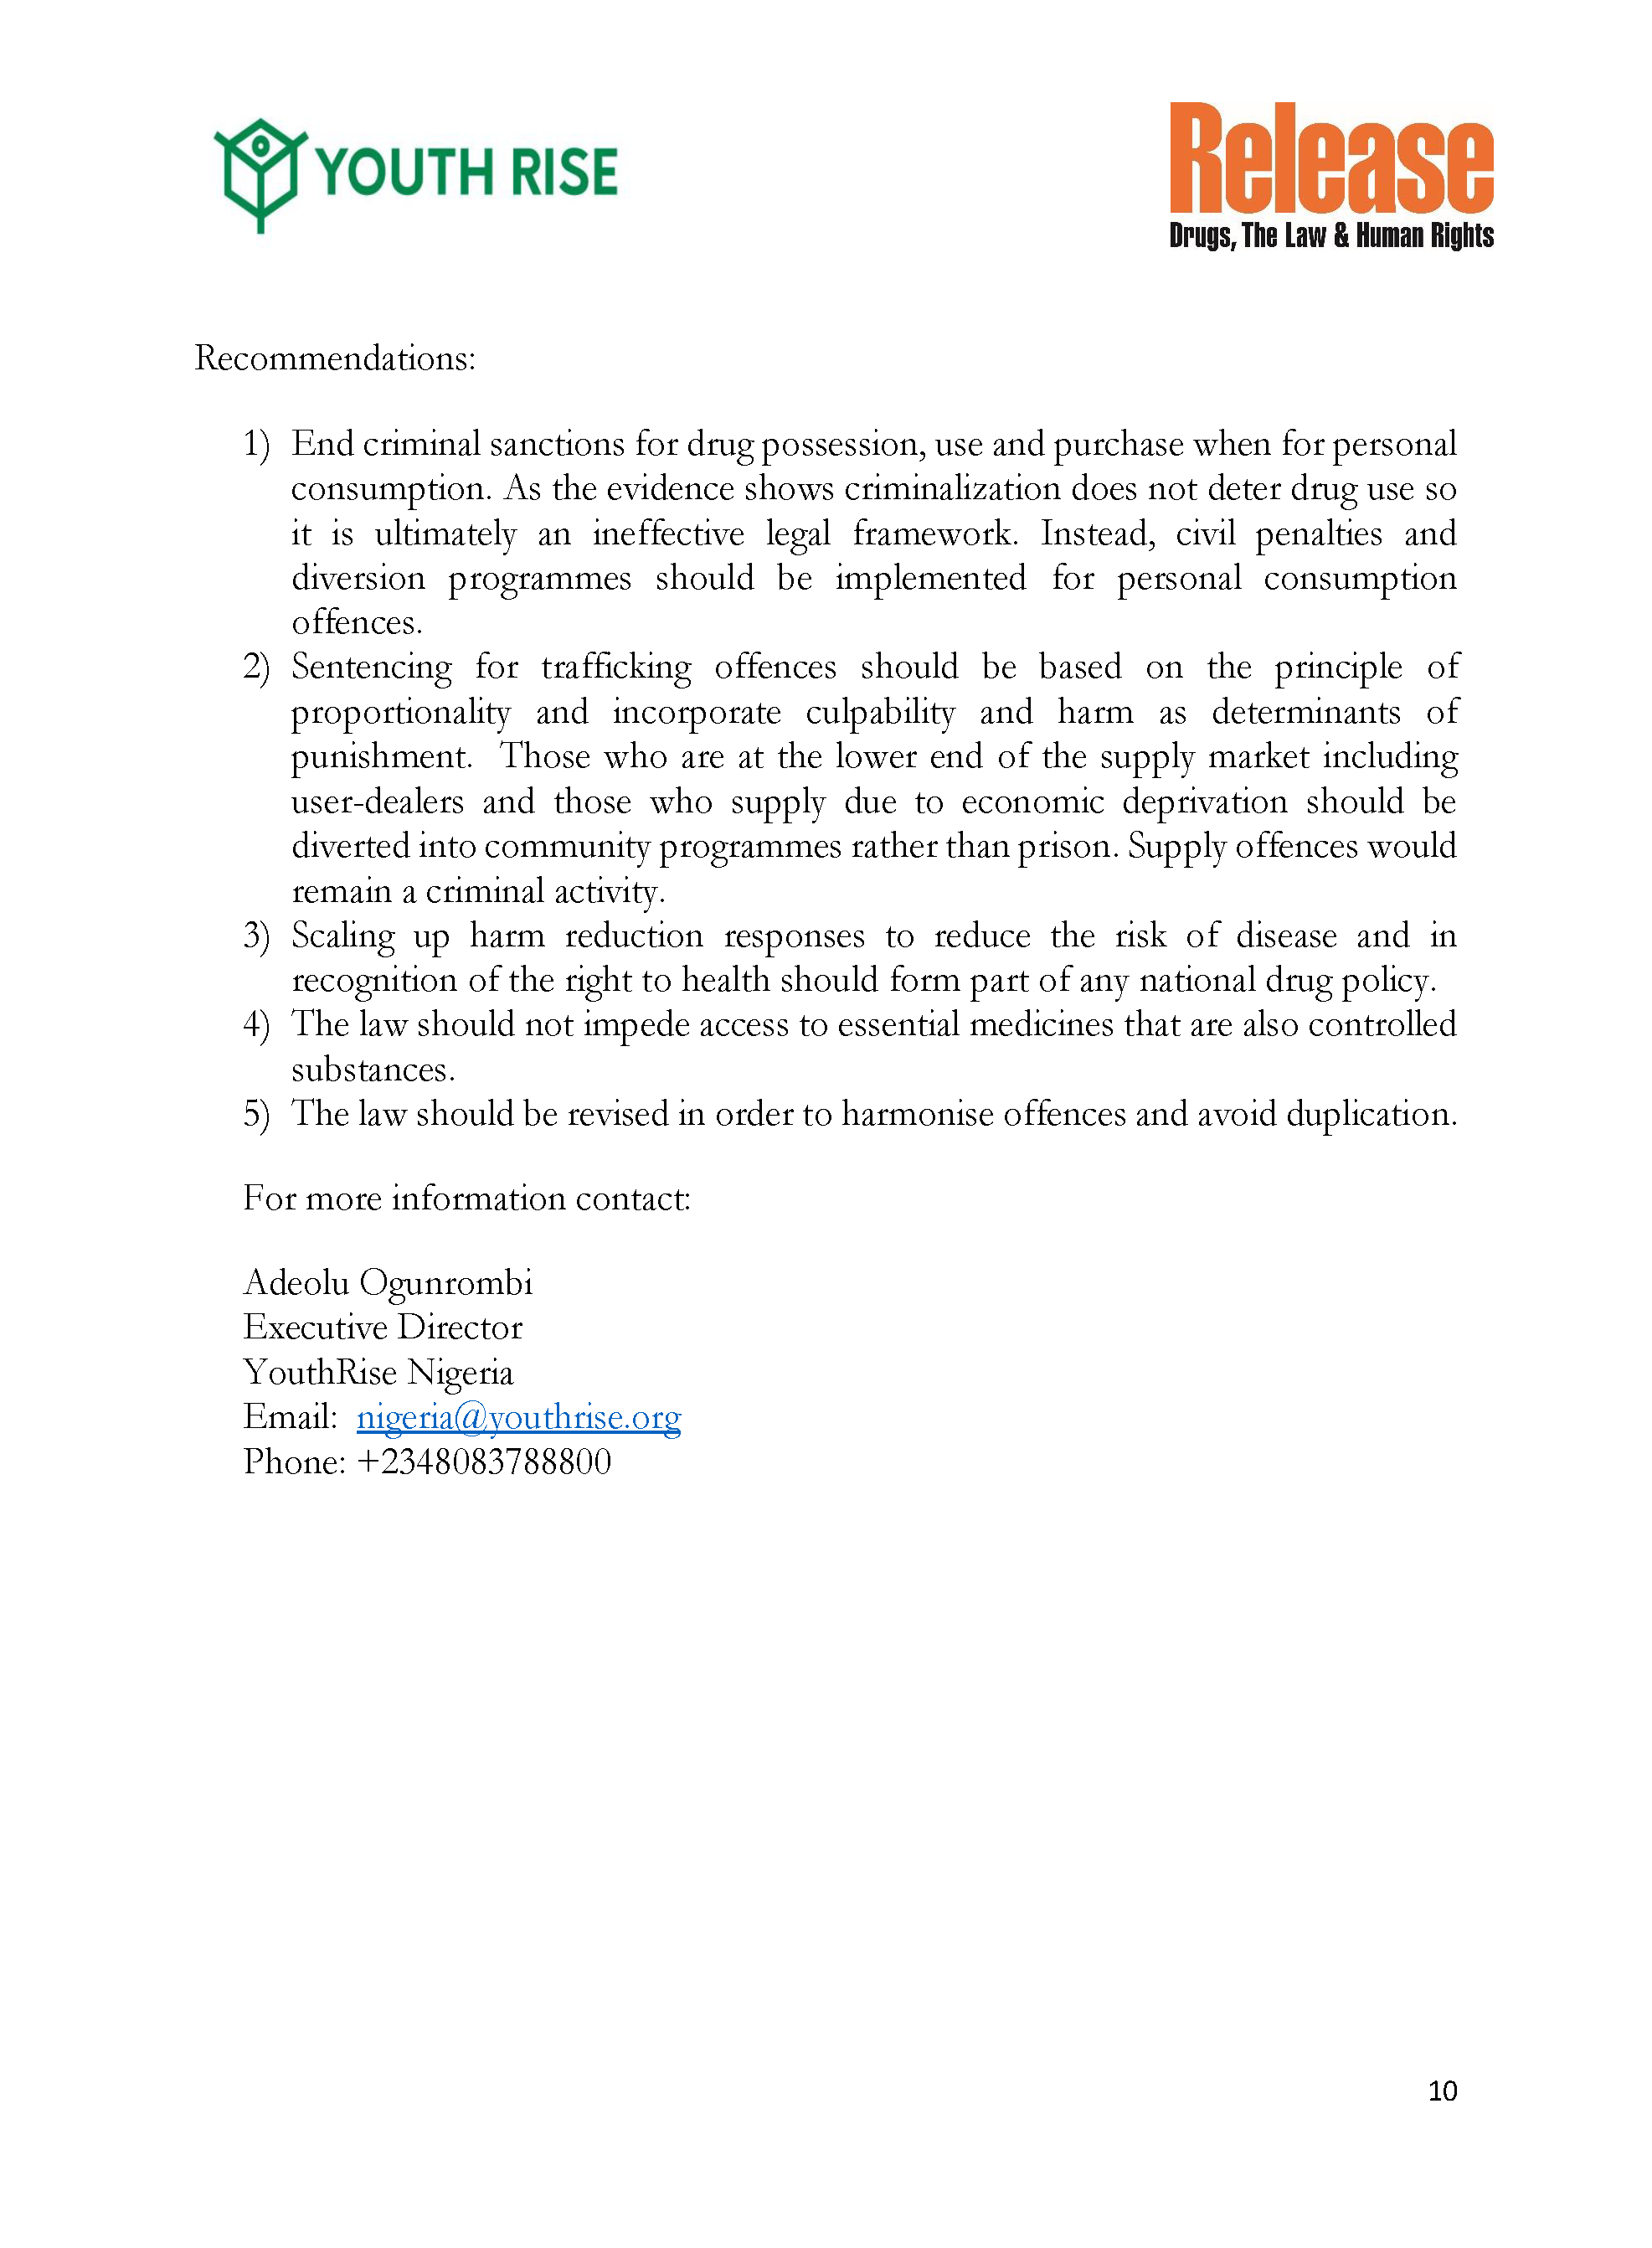 YOUTH RISE
Release
Drugs, The Law & Human Rights
Recommendations:
1) End criminal sanctions for drug possession, use and purchase when for personal
consumption. As the evidence shows criminalization does not deter drug use so
it is ultimately an ineffective legal framework. Instead, civil penalties and
diversion programmes should be implemented for personal consumption
offences.
2) Sentencing for trafficking offences should be based on the principle of
proportionality and incorporate culpability and harm as determinants of
punishment. Those who are at the lower end of the supply market including
user-dealers and those who supply due to economic deprivation should be
diverted into community programmes rather than prison. Supply offences would
remain a criminal activity.
3) Scaling up harm reduction responses to reduce the risk of disease and in
recognition of the right to health should form part of any national drug policy.
4) The law should not impede access to essential medicines that are also controlled
substances.
5) The law should be revised in order to harmonise offences and avoid duplication.
For more information contact:
Adeolu Ogunrombi
Executive Director
YouthRise Nigeria
Email: nigeria@youthrise.org
Phone: +2348083788800
10